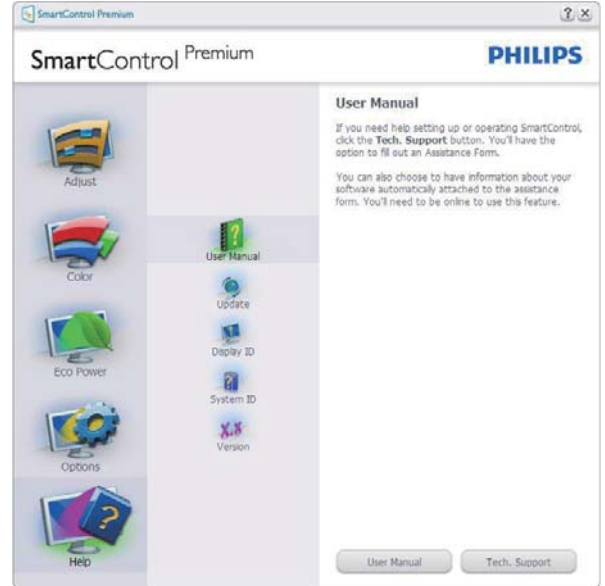 SmartControl Premium
? ×
SmartControl Premium
PHILIPS
Adjust
Color
Eco Power
Options
Help
User Manual
Update
Display ID
System ID
X.X
Version
User Manual
If you need help setting up or operating SmartControl,
click the Tech. Support button. You'll have the
option to fill out an Assistance Form.
You can also choose to have information about your
software automatically attached to the assistance
form. You'll need to be online to use this feature.
User Manual
Tech. Support